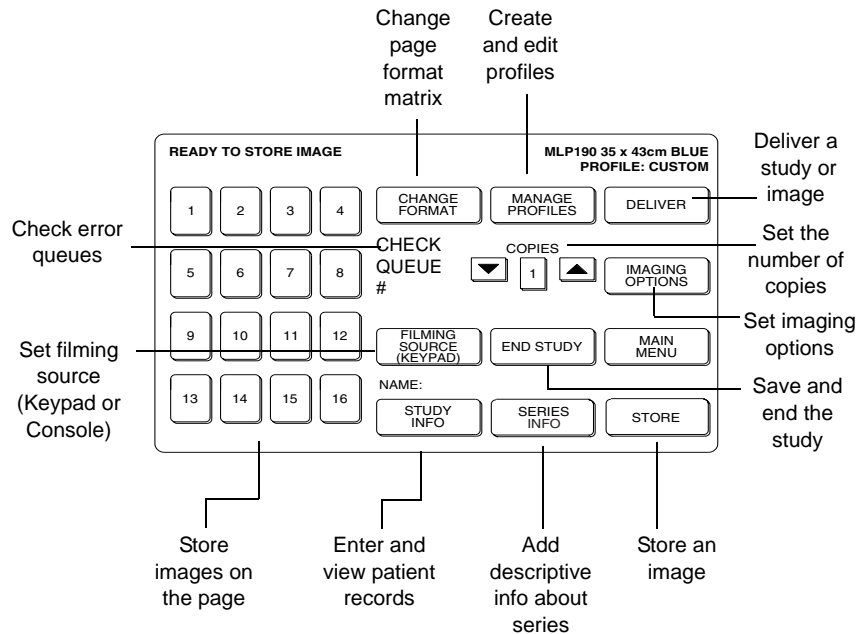 Change
page
format
matrix
Create
and edit
profiles
READY TO STORE IMAGE
MLP190 35 x 43cm BLUE
PROFILE: CUSTOM
Deliver a
study or
image
1 2 3 4
CHANGE
FORMAT
MANAGE
PROFILES
DELIVER
Check error
queues
CHECK
QUEUE
#
COPIES
1
Set the
number of
copies
5 6 7 8
IMAGING
OPTIONS
Set imaging
options
9 10 11 12
Set filming
source
(Keypad or
Console)
FILMING
SOURCE
(KEYPAD)
END STUDY
MAIN
MENU
Save and
end the
study
13 14 15 16
NAME:
STUDY
INFO
SERIES
INFO
STORE
Store
images on
the page
Enter and
view patient
records
Add
descriptive
info about
series
Store an
image